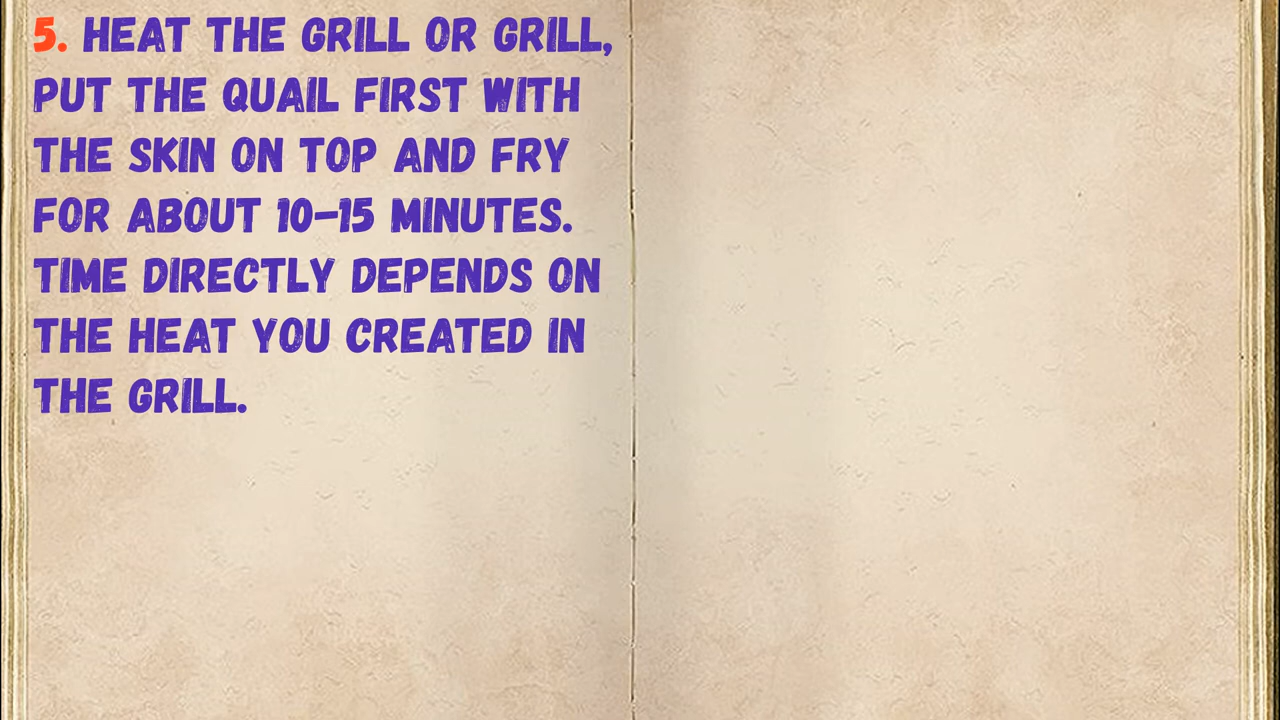 5. HEAT THE GRILL OR GRILL,
PUT THE QUAIL FIRST WITH
THE SKIN ON TOP AND FRY
FOR ABOUT 10-15 MINUTES.
TIME DIRECTLY DEPENDS ON
THE HEAT YOU CREATED IN
THE GRILL.